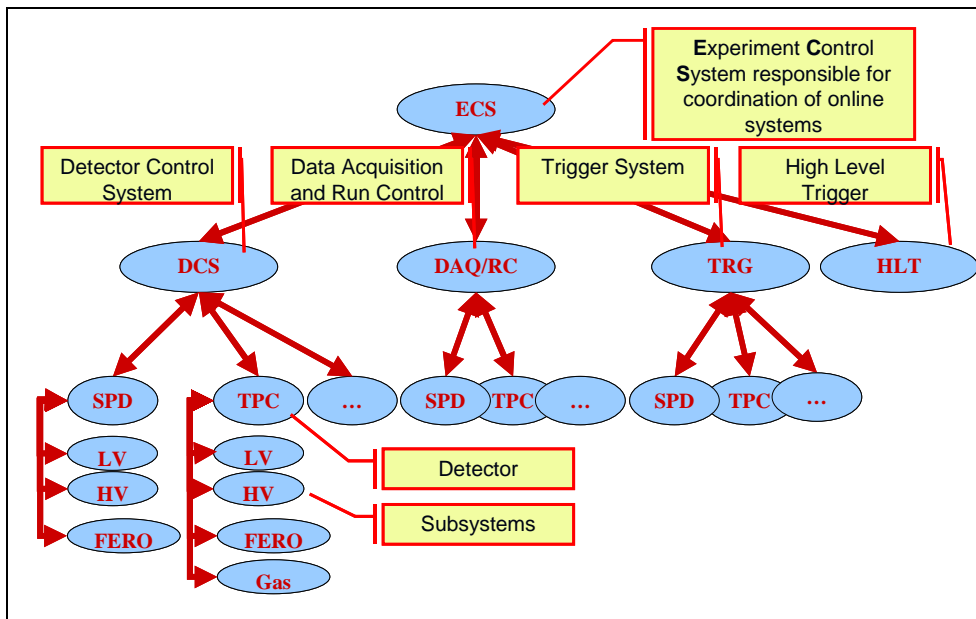 Experiment Control
System responsible for
coordination of online
systems
ECS
Detector Control
System
Data Acquisition
and Run Control
Trigger System
High Level
Trigger
DCS
DAQ/RC
TRG
HLT
SPD
TPC
...
SPD
TPC
...
SPD
TPC
...
LV
HV
FERO
LV
HV
FERO
Gas
Detector
Subsystems